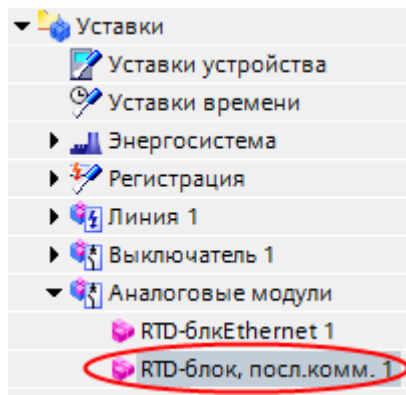 Уставки
Уставки устройства
Уставки времени
Энергосистема
Регистрация
Линия 1
Выключатель 1
Аналоговые модули
RTD-блкEthernet 1
RTD-блок, посл.комм. 1